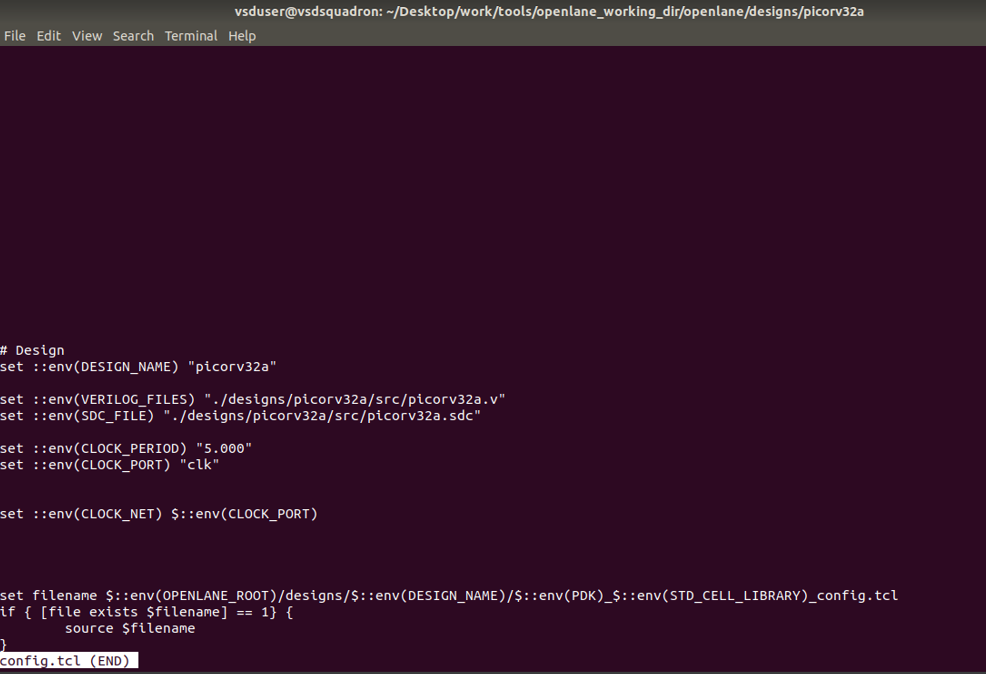 vsduser@vsdsquadron: ~/Desktop/work/tools/openlane_working_dir/openlane/designs/picorv32a
File Edit View Search Terminal Help
# Design
set ::env(DESIGN_NAME) "picorv32a"
set ::env(VERILOG_FILES) "./designs/picorv32a/src/picorv32a.v"
set ::env(SDC_FILE) "./designs/picorv32a/src/picorv32a.sdc"
set ::env(CLOCK_PERIOD) "5.000"
set ::env(CLOCK_PORT) "clk"
set ::env(CLOCK_NET) $::env(CLOCK_PORT)
set filename $::env(OPENLANE_ROOT)/designs/$::env(DESIGN_NAME)/$::env(PDK)_$::env(STD_CELL_LIBRARY)_config.tcl
if { [file exists $filename] == 1} {
        source $filename
}
config.tcl (END)